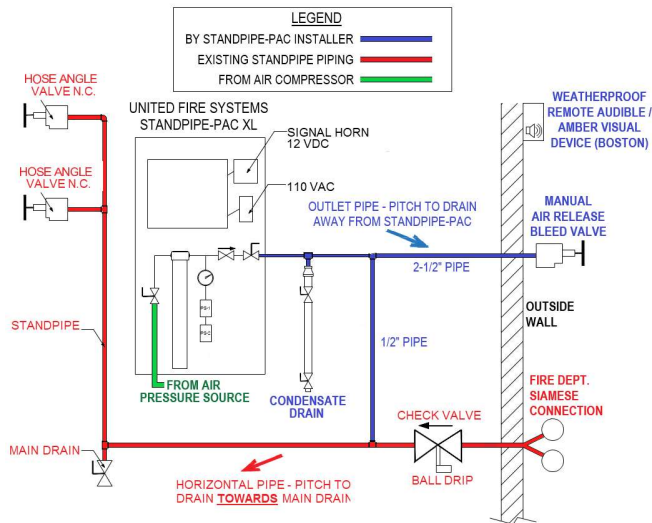 LEGEND
BY STANDPIPE-PAC INSTALLER
EXISTING STANDPIPE PIPING
FROM AIR COMPRESSOR
HOSE ANGLE
VALVE N.C.
UNITED FIRE SYSTEMS
STANDPIPE-PAC XL
WEATHERPROOF
REMOTE AUDIBLE /
AMBER VISUAL
DEVICE (BOSTON)
SIGNAL HORN
12 VDC
HOSE ANGLE
VALVE N.C.
110 VAC
OUTLET PIPE - PITCH TO DRAIN
AWAY FROM STANDPIPE-PAC
MANUAL
AIR RELEASE
BLEED VALVE
2-1/2" PIPE
PS-1
PS-2
OUTSIDE
WALL
STANDPIPE
1/2" PIPE
FROM AIR
PRESSURE SOURCE
CONDENSATE
DRAIN
FIRE DEPT.
SIAMESE
CONNECTION
CHECK VALVE
MAIN DRAIN
BALL DRIP
HORIZONTAL PIPE - PITCH TO
DRAIN TOWARDS MAIN DRAIN